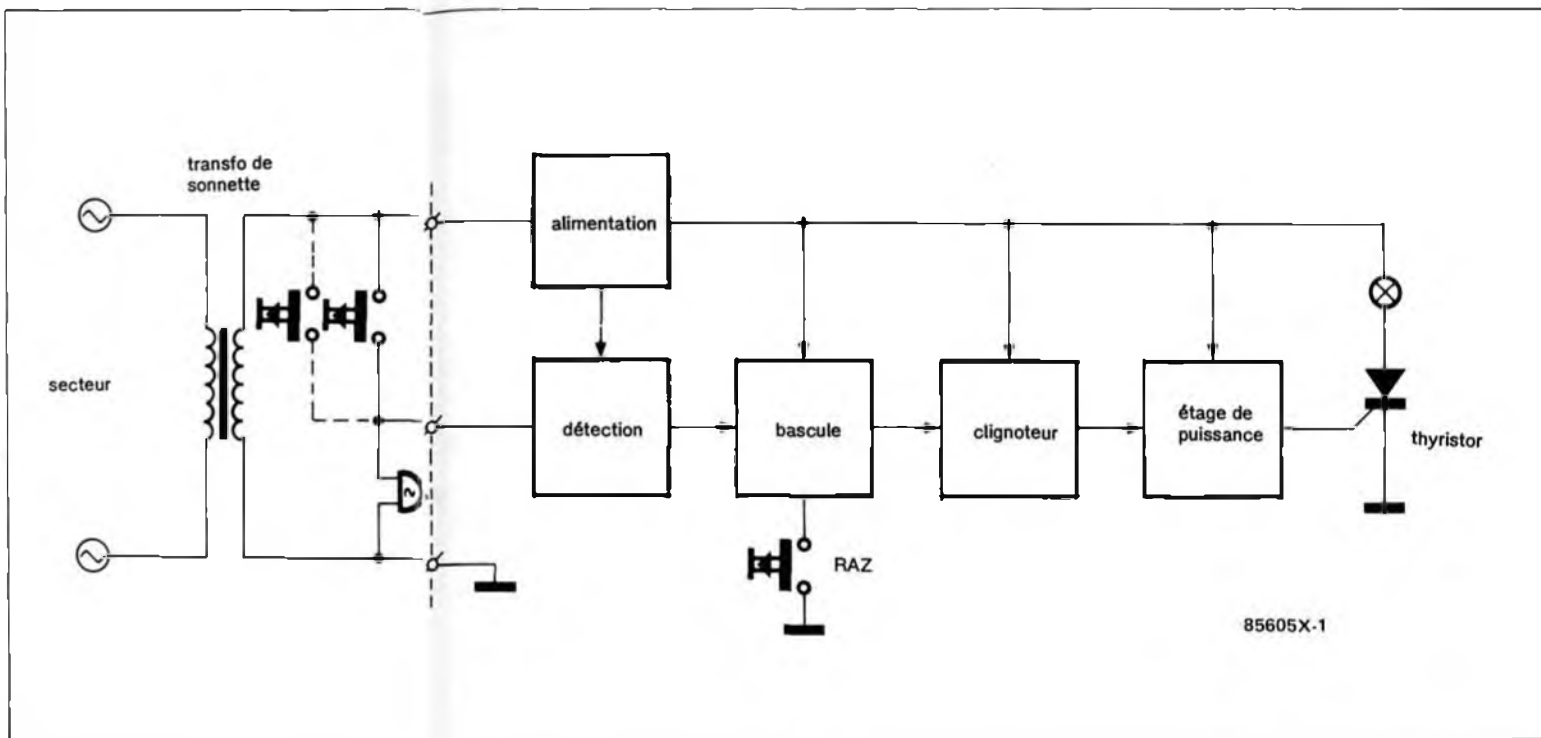 transfo de
sonnette
secteur
alimentation
détection
bascule
clignoteur
étage de
puissance
thyristor
RAZ
85605X-1